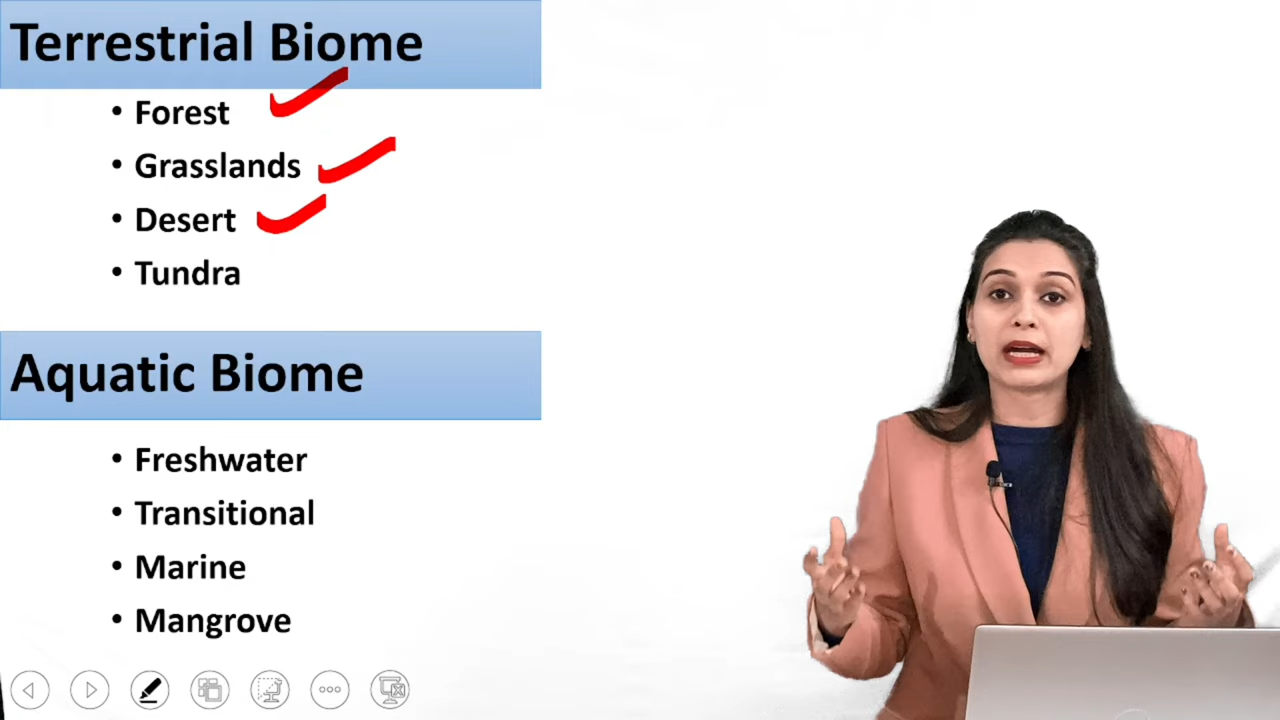 Terrestrial Biome
• Forest
• Grasslands
• Desert
• Tundra
Aquatic Biome
• Freshwater
• Transitional
• Marine
• Mangrove